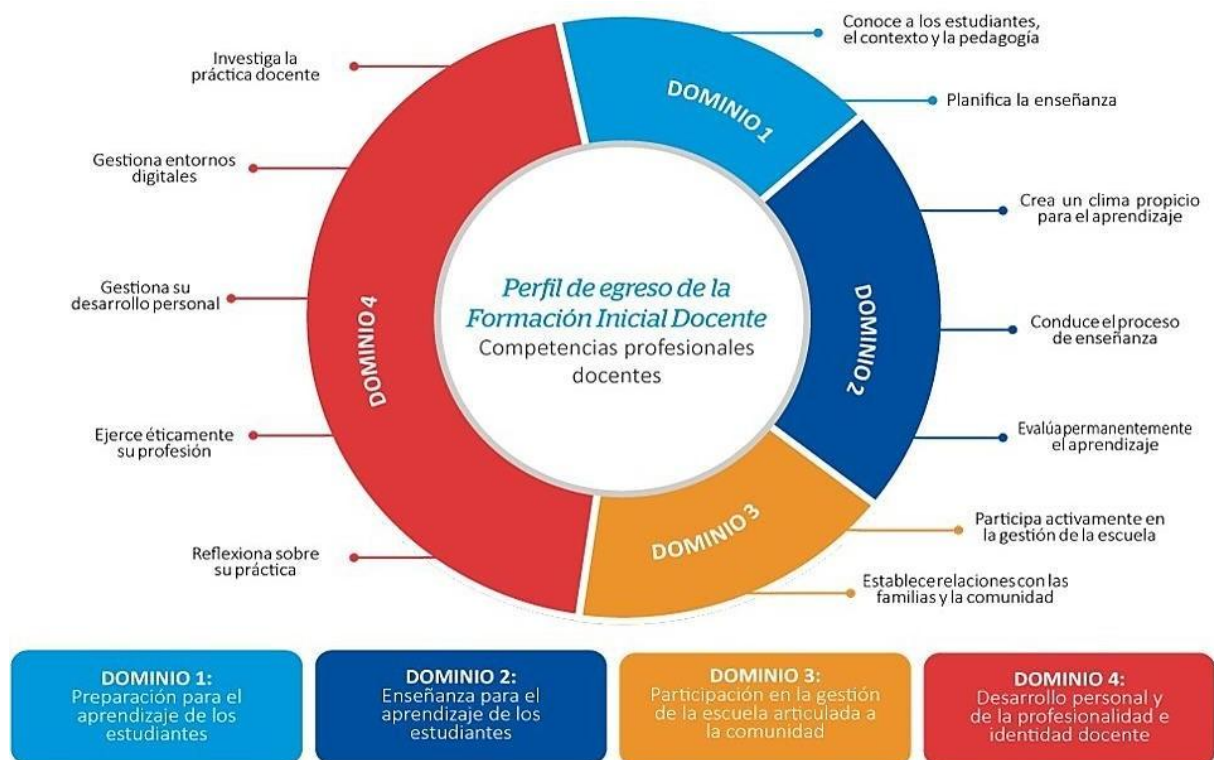 Conoce a los estudiantes,
el contexto y la pedagogía
Planifica la enseñanza
Crea un clima propicio
para el aprendizaje
Conduce el proceso
de enseñanza
Evalúa permanentemente
el aprendizaje
Participa activamente en
la gestión de la escuela
Establece relaciones con las
familias y la comunidad
Investiga la
práctica docente
Gestiona entornos
digitales
Gestiona su
desarrollo personal
Ejerce éticamente
su profesión
Reflexiona sobre
su práctica
DOMINIO 1
DOMINIO 2
DOMINIO 3
DOMINIO 4
Perfil de egreso de la
Formación Inicial Docente
Competencias profesionales
docentes
DOMINIO 1:
Preparación para el
aprendizaje de los
estudiantes
DOMINIO 2:
Enseñanza para el
aprendizaje de los
estudiantes
DOMINIO 3:
Participación en la gestión
de la escuela articulada a
la comunidad
DOMINIO 4:
Desarrollo personal y
de la profesionalidad e
identidad docente